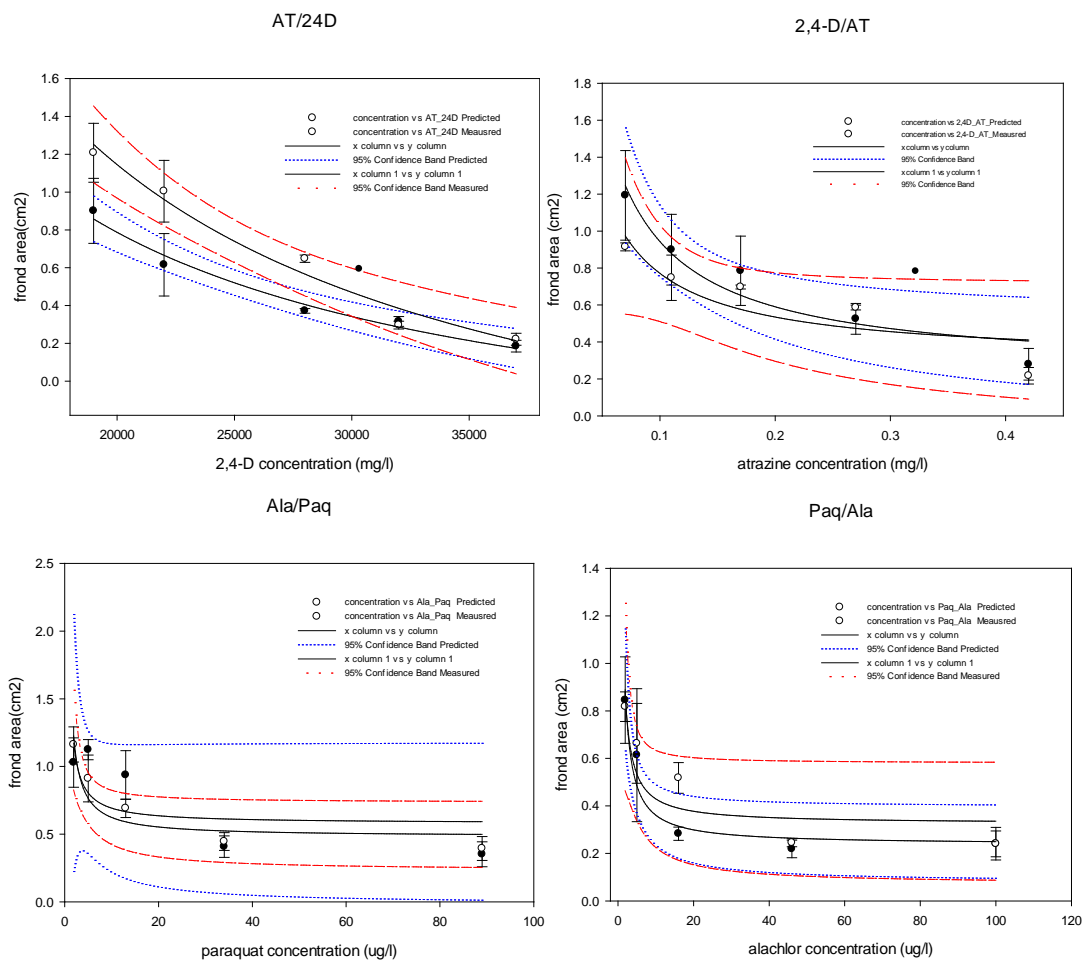 AT/24D
1.6
1.4
1.2
1.0
0.8
0.6
0.4
0.2
0.0
frond area(cm2)
concentration vs AT_24D Predicted
concentration vs AT_24D Meausred
x column vs y column
95% Confidence Band Predicted
x column 1 vs y column 1
95% Confidence Band Measured
20000 25000 30000 35000
2,4-D concentration (mg/l)
2,4-D/AT
1.8
1.6
1.4
1.2
1.0
0.8
0.6
0.4
0.2
0.0
frond area (cm2)
concentration vs 2,4D_AT_Predicted
concentration vs 2,4-D_AT_Meausred
x column vs y column
95% Confidence Band
x column 1 vs y column 1
95% Confidence Band
0.1 0.2 0.3 0.4
atrazine concentration (mg/l)
Ala/Paq
2.5
2.0
1.5
1.0
0.5
0.0
frond area(cm2)
concentration vs Ala_Paq Predicted
concentration vs Ala_Paq Meausred
x column vs y column
95% Confidence Band Predicted
x column 1 vs y column 1
95% Confidence Band Measured
0 20 40 60 80 100
paraquat concentration (ug/l)
Paq/Ala
1.4
1.2
1.0
0.8
0.6
0.4
0.2
0.0
frond area (cm2)
concentration vs Paq_Ala Predicted
concentration vs Paq_Ala Meausred
x column vs y column
95% Confidence Band Predicted
x column 1 vs y column 1
95% Confidence Band Measured
0 20 40 60 80 100 120
alachlor concentration (ug/l)